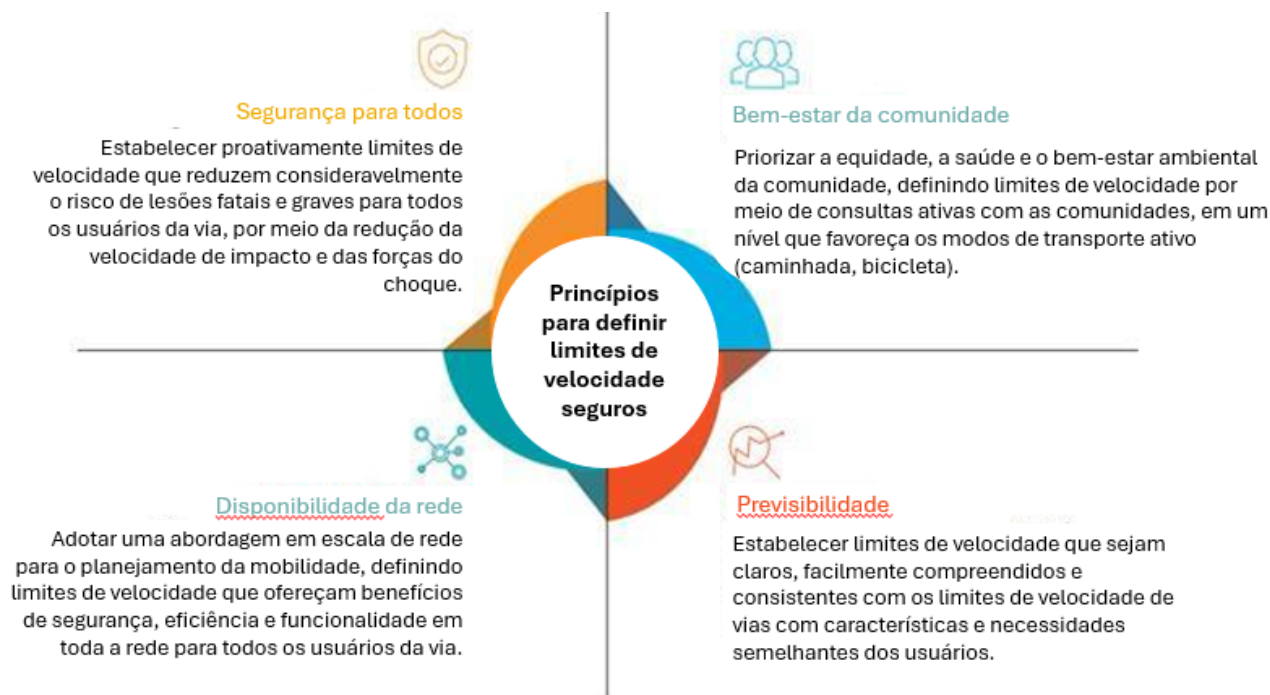 Segurança para todos
Estabelecer proativamente limites de
velocidade que reduzem consideravelmente
o risco de lesões fatais e graves para todos
os usuários da via, por meio da redução da
velocidade de impacto e das forças do
choque.
Bem-estar da comunidade
Priorizar a equidade, a saúde e o bem-estar ambiental
da comunidade, definindo limites de velocidade por
meio de consultas ativas com as comunidades, em um
nível que favoreça os modos de transporte ativo
(caminhada, bicicleta).
Princípios
para definir
limites de
velocidade
seguros
Disponibilidade da rede
Adotar uma abordagem em escala de rede
para o planejamento da mobilidade, definindo
limites de velocidade que ofereçam benefícios
de segurança, eficiência e funcionalidade em
toda a rede para todos os usuários da via.
Previsibilidade
Estabelecer limites de velocidade que sejam
claros, facilmente compreendidos e
consistentes com os limites de velocidade de
vias com características e necessidades
semelhantes dos usuários.